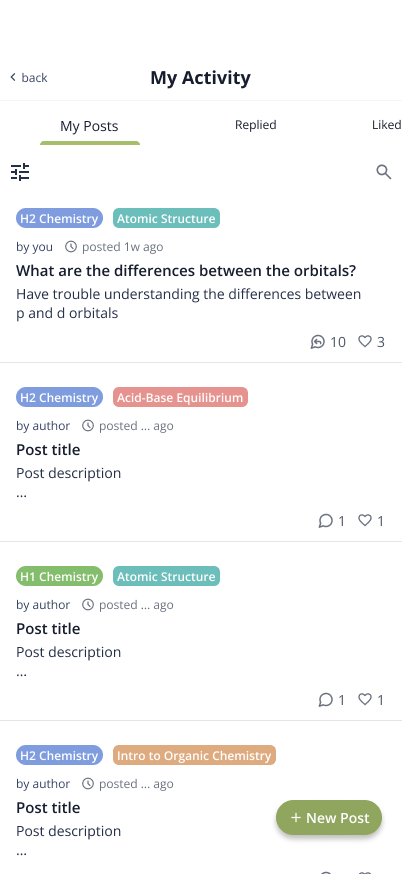 back
My Activity
My Posts
Replied
Liked
H2 Chemistry
Atomic Structure
by you
posted 1w ago
What are the differences between the orbitals?
Have trouble understanding the differences between
p and d orbitals
10
3
H2 Chemistry
Acid-Base Equilibrium
by author
posted ... ago
Post title
Post description
...
1
1
H1 Chemistry
Atomic Structure
by author
posted ... ago
Post title
Post description
...
1
1
H2 Chemistry
Intro to Organic Chemistry
by author
posted ... ago
Post title
Post description
...
+ New Post